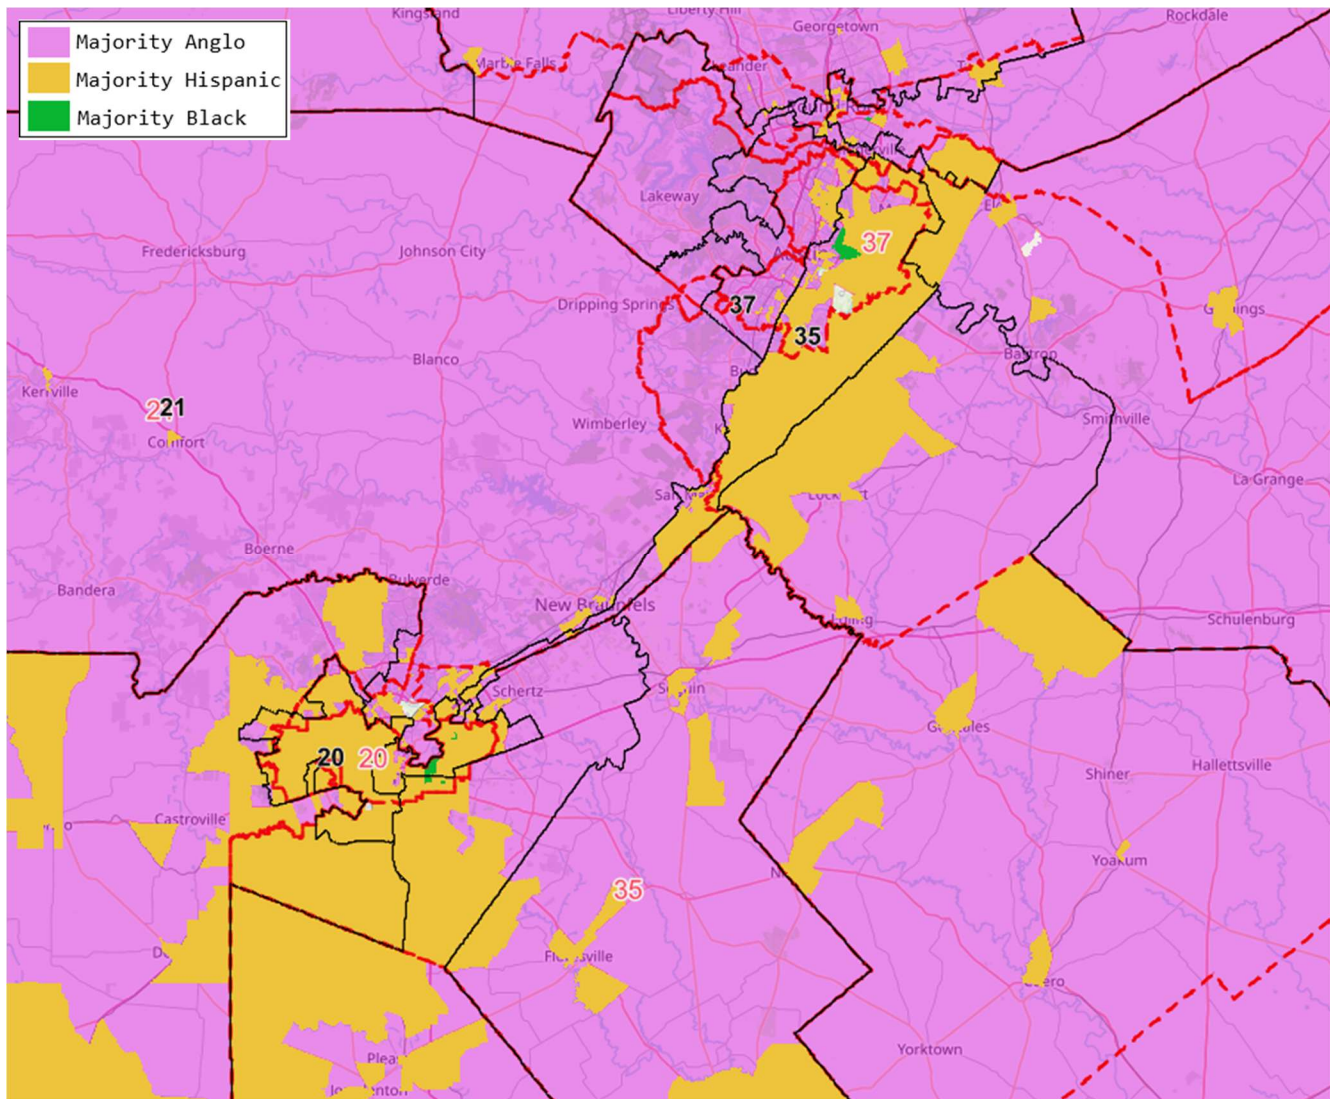 Majority Anglo
Majority Hispanic
Majority Black
Kingsland
Liberty Hill
Rockdale
Georgetown
Marble Falls
Leander
Lakeway
Fredericksburg
Johnson City
37
Dripping Springs
37
35
Blanco
Bastrop
Kerrville
21
Comfort
Wimberley
Smithville
La Grange
Boerne
Bulverde
Bandera
New Braunfels
Schulenburg
Schertz
20
20
Shiner
Hallettsville
Castroville
Yoakum
35
Floresville
Yorktown